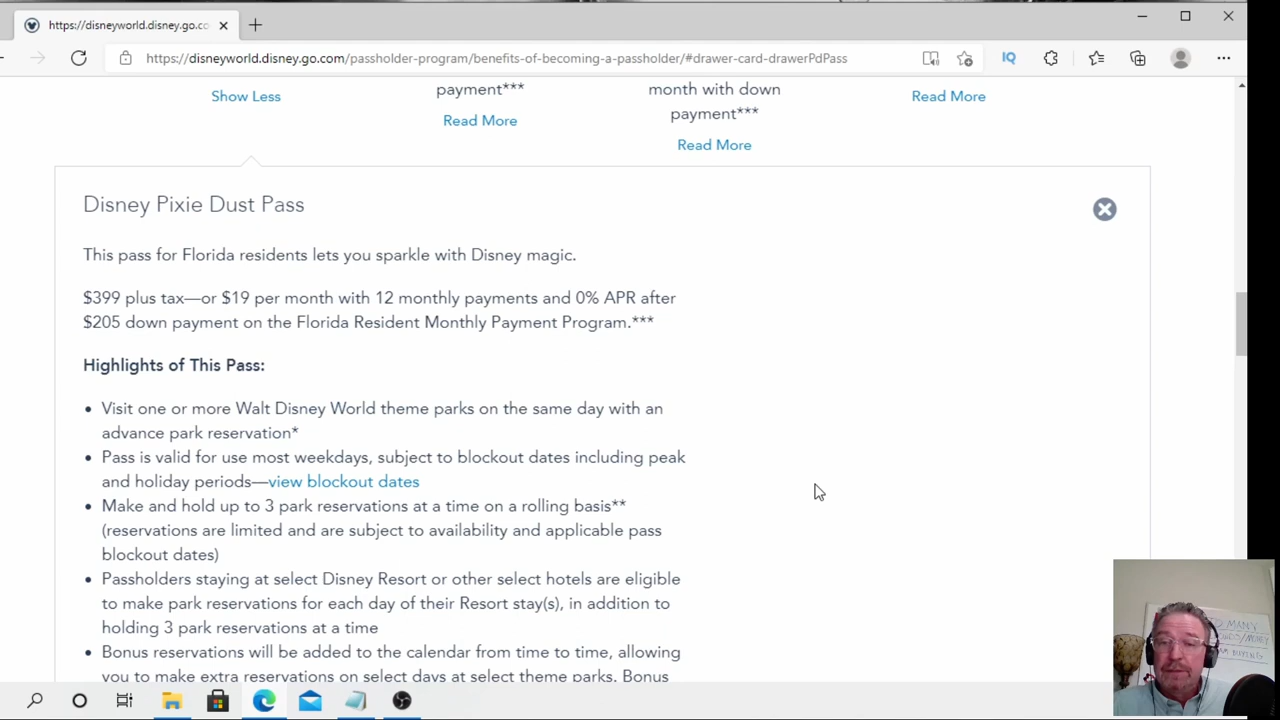 https://disneyworld.disney.go.co
https://disneyworld.disney.go.com/passholder-program/benefits-of-becoming-a-passholder/#drawer-card-drawerPdPass
IQ
Show Less
payment***
Read More
month with down
payment***
Read More
Read More
Disney Pixie Dust Pass
This pass for Florida residents lets you sparkle with Disney magic.
$399 plus tax—or $19 per month with 12 monthly payments and 0% APR after
$205 down payment on the Florida Resident Monthly Payment Program.***
Highlights of This Pass:
• Visit one or more Walt Disney World theme parks on the same day with an
advance park reservation*
• Pass is valid for use most weekdays, subject to blockout dates including peak
and holiday periods—view blockout dates
• Make and hold up to 3 park reservations at a time on a rolling basis**
(reservations are limited and are subject to availability and applicable pass
blockout dates)
• Passholders staying at select Disney Resort or other select hotels are eligible
to make park reservations for each day of their Resort stay(s), in addition to
holding 3 park reservations at a time
• Bonus reservations will be added to the calendar from time to time, allowing
you to make extra reservations on select days at select theme parks. Bonus
MANY
/MONEY
BUYING